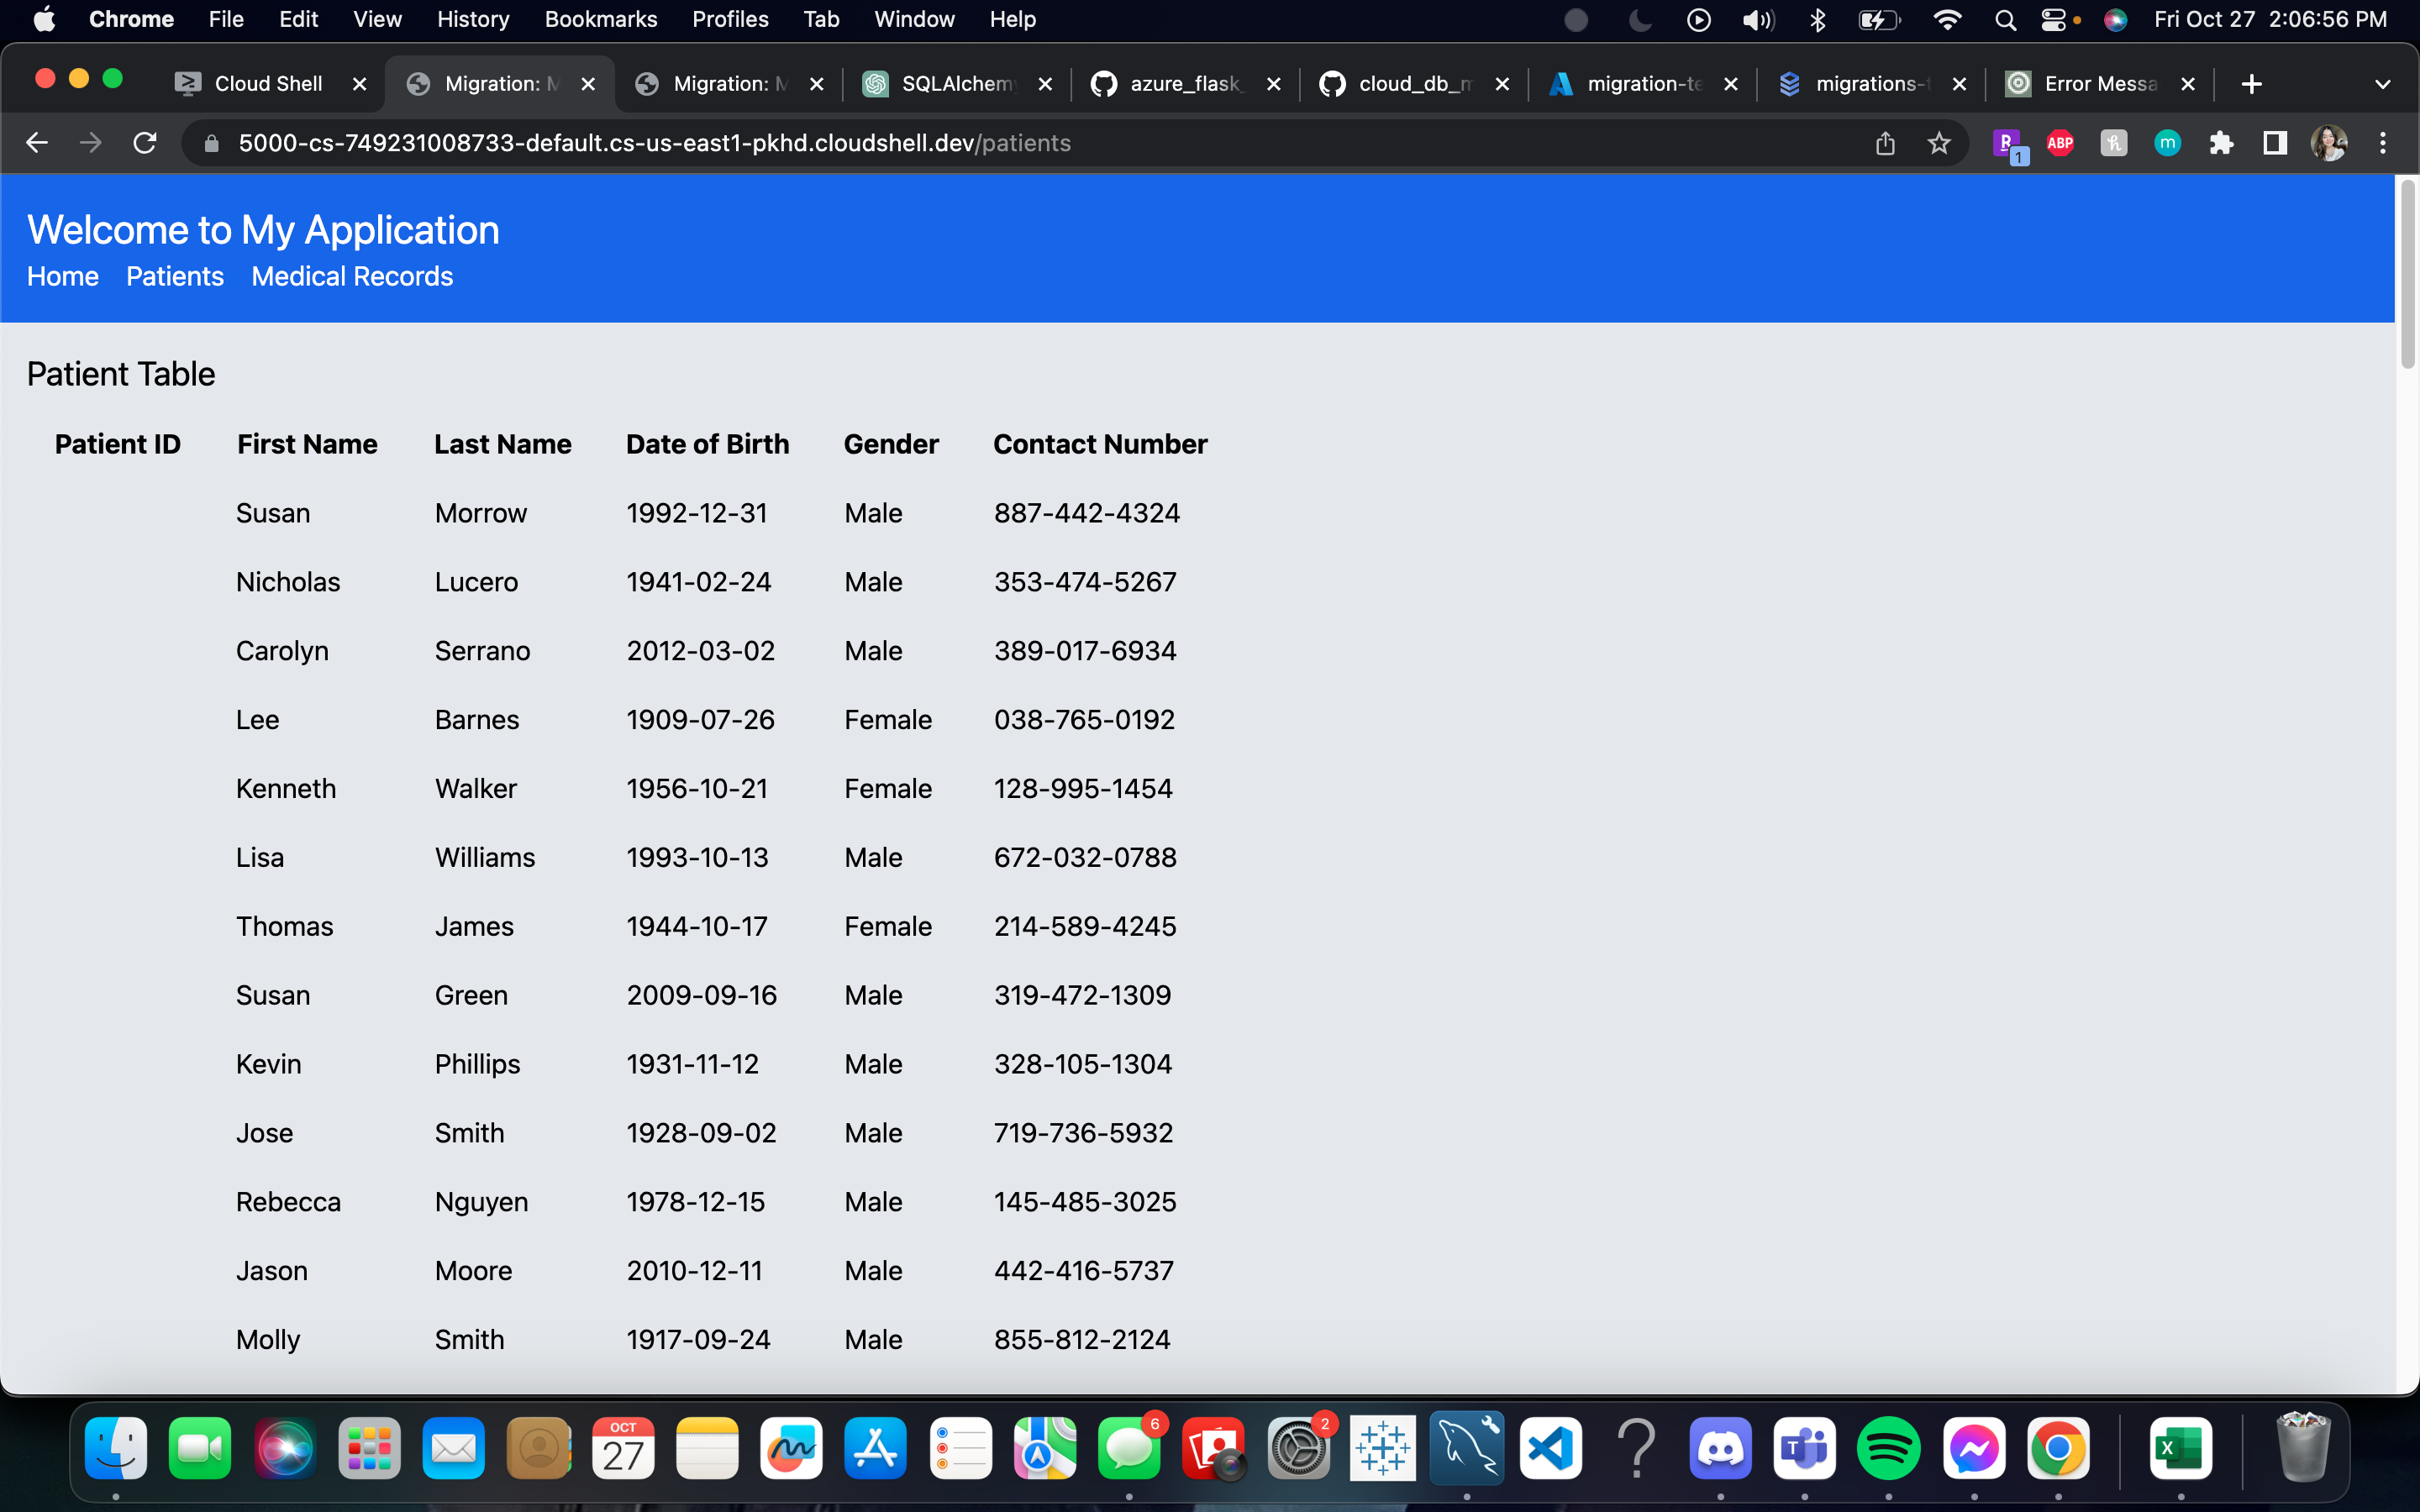 Chrome File Edit View History Bookmarks Profiles Tab Window Help Fri Oct 27 2:06:56 PM
Cloud Shell Migration: M Migration: M SQLAlchem azure_flask_ cloud_db_m migration-te migrations-t Error Messa
5000-cs-749231008733-default.cs-us-east1-pkhd.cloudshell.dev/patients 1 ABP m
Welcome to My Application
Home Patients Medical Records
Patient Table
Patient ID First Name Last Name Date of Birth Gender Contact Number
Susan Morrow 1992-12-31 Male 887-442-4324
Nicholas Lucero 1941-02-24 Male 353-474-5267
Carolyn Serrano 2012-03-02 Male 389-017-6934
Lee Barnes 1909-07-26 Female 038-765-0192
Kenneth Walker 1956-10-21 Female 128-995-1454
Lisa Williams 1993-10-13 Male 672-032-0788
Thomas James 1944-10-17 Female 214-589-4245
Susan Green 2009-09-16 Male 319-472-1309
Kevin Phillips 1931-11-12 Male 328-105-1304
Jose Smith 1928-09-02 Male 719-736-5932
Rebecca Nguyen 1978-12-15 Male 145-485-3025
Jason Moore 2010-12-11 Male 442-416-5737
Molly Smith 1917-09-24 Male 855-812-2124
OCT 6 2
27